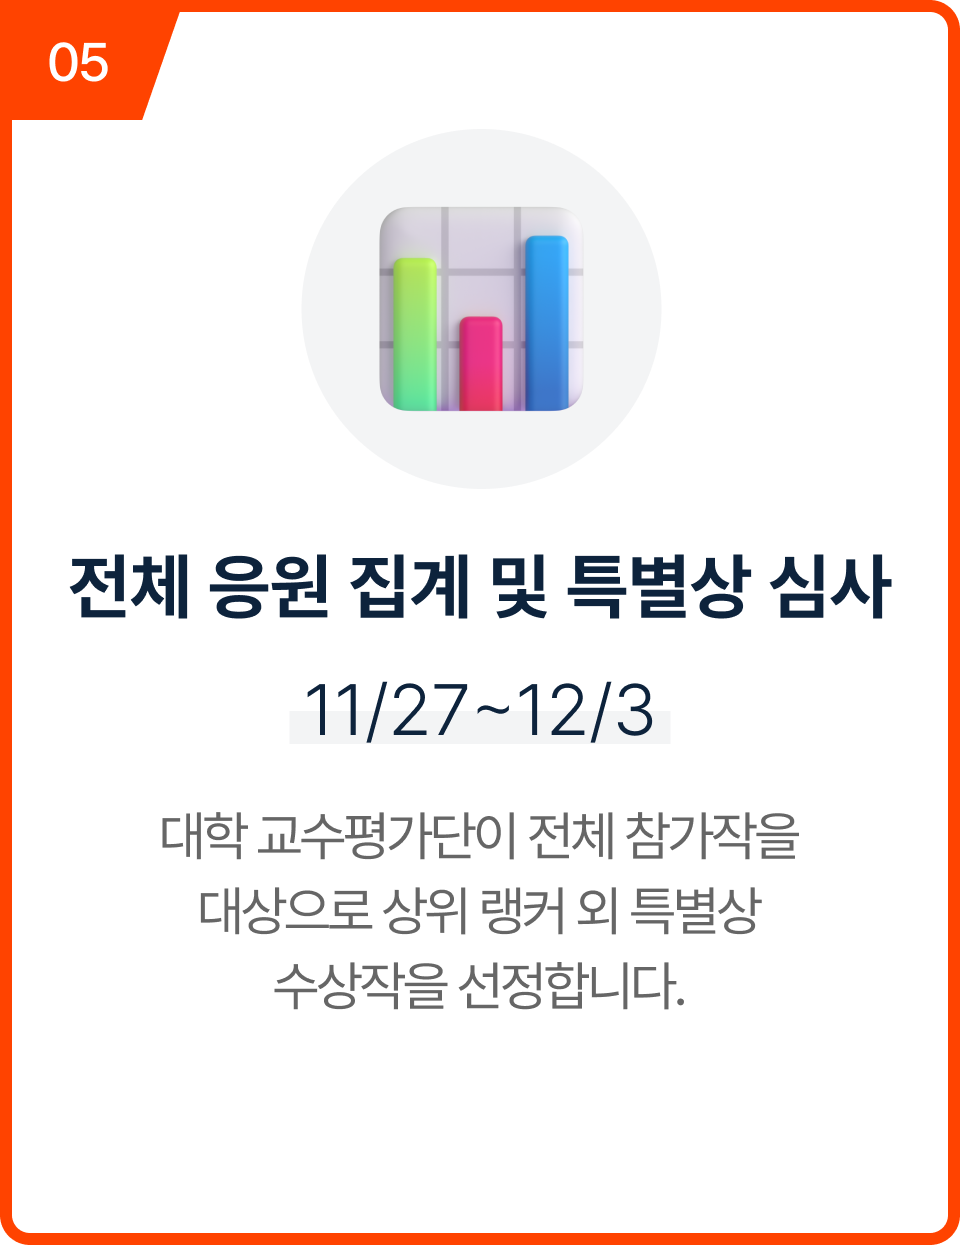 05
전체 응원 집계 및 특별상 심사
11/27~12/3
대학 교수평가단이 전체 참가작을
대상으로 상위 랭커 외 특별상
수상작을 선정합니다.